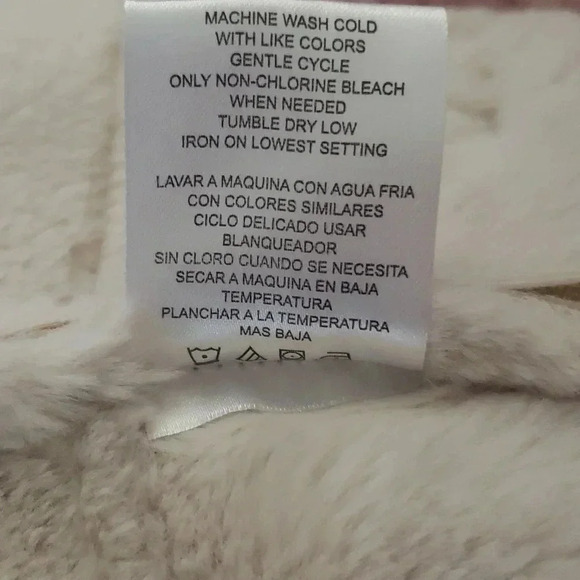 MACHINE WASH COLD
WITH LIKE COLORS
GENTLE CYCLE
ONLY NON-CHLORINE BLEACH
WHEN NEEDED
TUMBLE DRY LOW
IRON ON LOWEST SETTING
LAVAR A MAQUINA CON AGUA FRIA
CON COLORES SIMILARES
CICLO DELICADO USAR
BLANQUEADOR
SIN CLORO CUANDO SE NECESITA
SECAR A MAQUINA EN BAJA
TEMPERATURA
PLANCHAR A LA TEMPERATURA
MAS BAJA